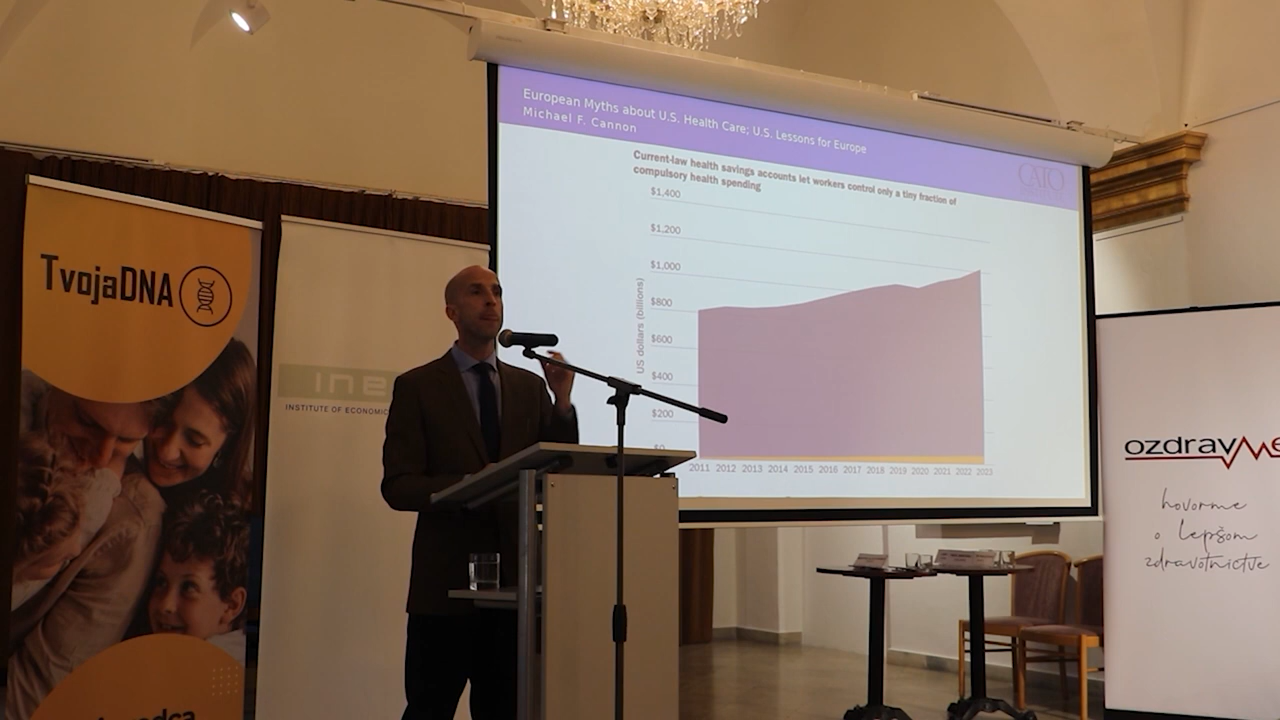 European Myths about U.S. Health Care; U.S. Lessons for Europe
Michael F. Cannon
CATO
Current-law health savings accounts let workers control only a tiny fraction of
compulsory health spending
$1,400
$1,200
$1,000
$800
$600
$400
$200
$0
US dollars (billions)
2011 2012 2013 2014 2015 2016 2017 2018 2019 2020 2021 2022 2023
TvojaDNA
INSTITUTE OF ECONOMIC
ozdravme
hovorme
o lepšom
zdravotníctve